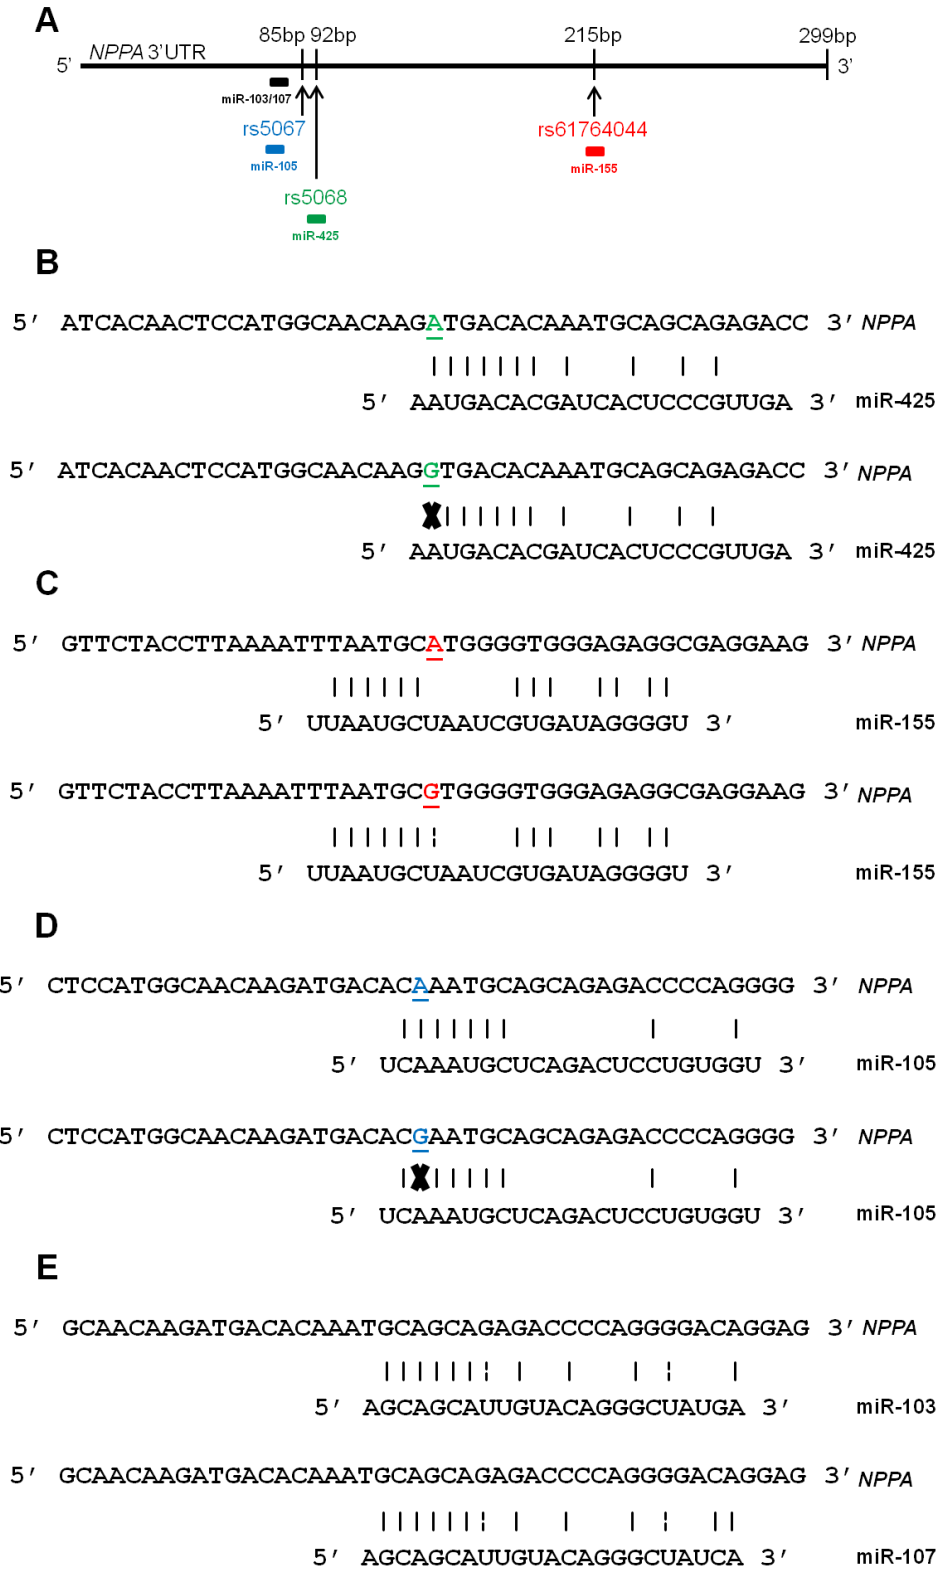 A
85bp 92bp 215bp 299bp
NPPA 3'UTR
5' 3'
miR-103/107
rs5067 rs61764044
miR-105 miR-155
rs5068
miR-425
B
5' ATCACAACTCCATGGCAACAAGATGACACAAATGCAGCAGAGACC 3' NPPA
5' AAUGACACGAUCACUCCCGUUGA 3' miR-425
5' ATCACAACTCCATGGCAACAAGGTGACACAAATGCAGCAGAGACC 3' NPPA
5' AAUGACACGAUCACUCCCGUUGA 3' miR-425
C
5' GTTCTACCTTAAAATTTAATGCATGGGGTGGGAGAGGCGAGGAAG 3' NPPA
5' UUAAUGCUAAUCGUGAUAGGGGU 3' miR-155
5' GTTCTACCTTAAAATTTAATGCGTGGGGTGGGAGAGGCGAGGAAG 3' NPPA
5' UUAAUGCUAAUCGUGAUAGGGGU 3' miR-155
D
5' CTCCATGGCAACAAGATGACACAAATGCAGCAGAGACCCCAGGGG 3' NPPA
5' UCAAAUGCUCAGACUCCUGUGGU 3' miR-105
5' CTCCATGGCAACAAGATGACACGAATGCAGCAGAGACCCCAGGGG 3' NPPA
5' UCAAAUGCUCAGACUCCUGUGGU 3' miR-105
E
5' GCAACAAGATGACACAAATGCAGCAGAGACCCCAGGGGACAGGAG 3' NPPA
5' AGCAGCAUUGUACAGGGCUAUGA 3' miR-103
5' GCAACAAGATGACACAAATGCAGCAGAGACCCCAGGGGACAGGAG 3' NPPA
5' AGCAGCAUUGUACAGGGCUAUCA 3' miR-107